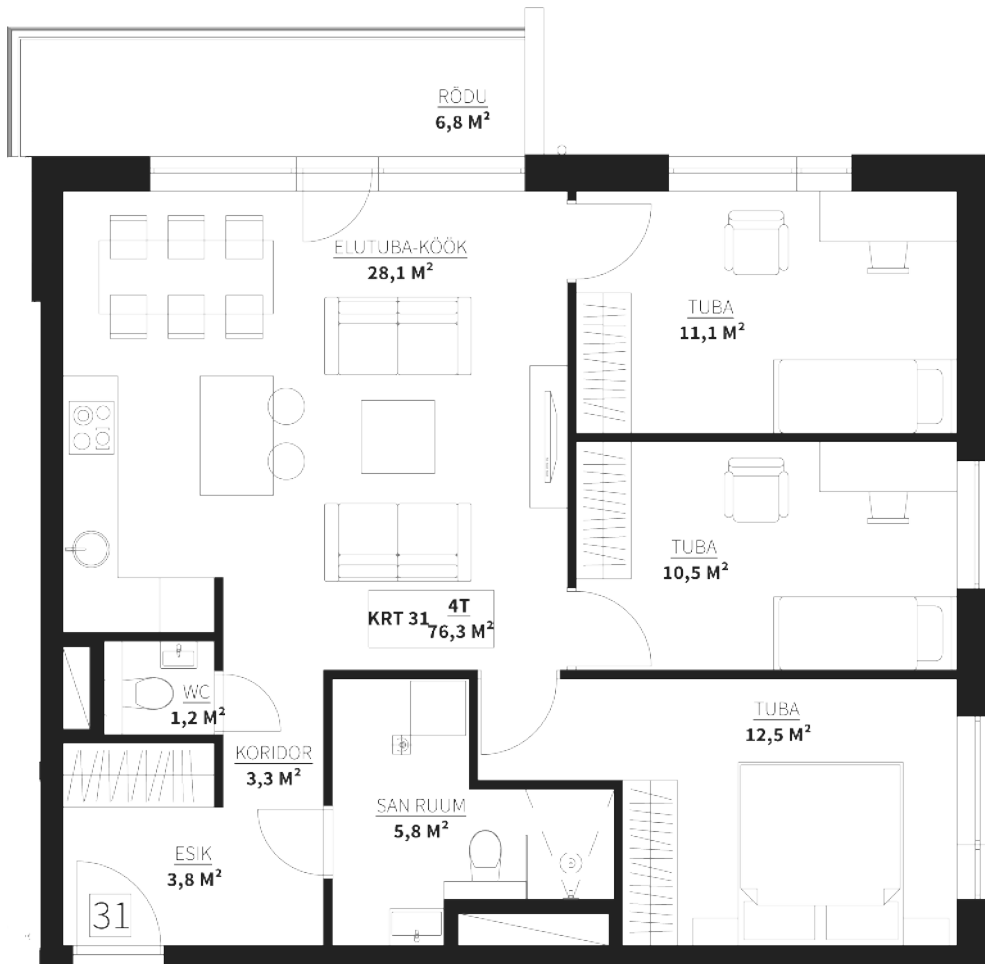 RÕDU
6,8 M²
ELUTUBA-KÖÖK
28,1 M²
TUBA
11,1 M²
TUBA
10,5 M²
KRT 31
4T
76,3 M²
WC
1,2 M²
TUBA
12,5 M²
KORIDOR
3,3 M²
SAN RUUM
5,8 M²
ESIK
3,8 M²
31